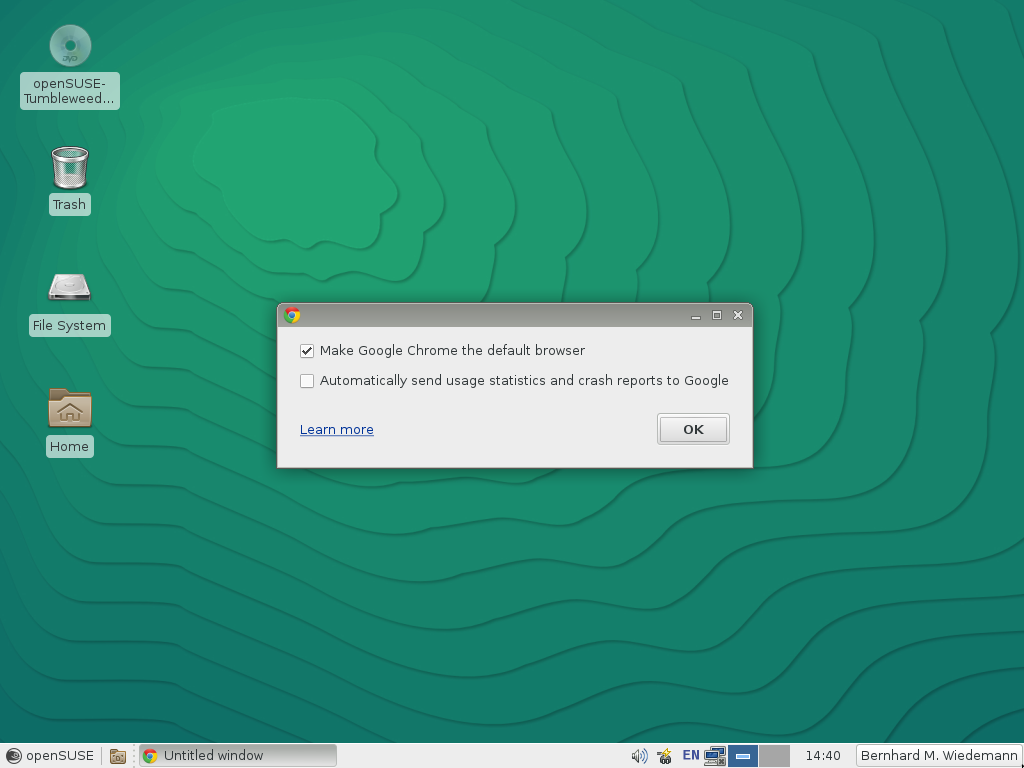 openSUSE-
Tumbleweed...
Trash
File System
Home
Make Google Chrome the default browser
Automatically send usage statistics and crash reports to Google
Learn more
OK
openSUSE
Untitled window
EN
14:40
Bernhard M. Wiedemann